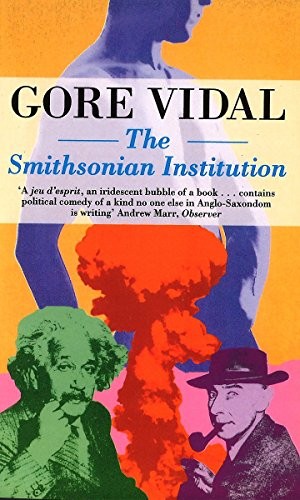 GORE VIDAL
The
Smithsonian Institution
‘A jeu d’esprit, an iridescent bubble of a book . . . contains
political comedy of a kind no one else in Anglo-Saxondom
is writing’ Andrew Marr, Observer